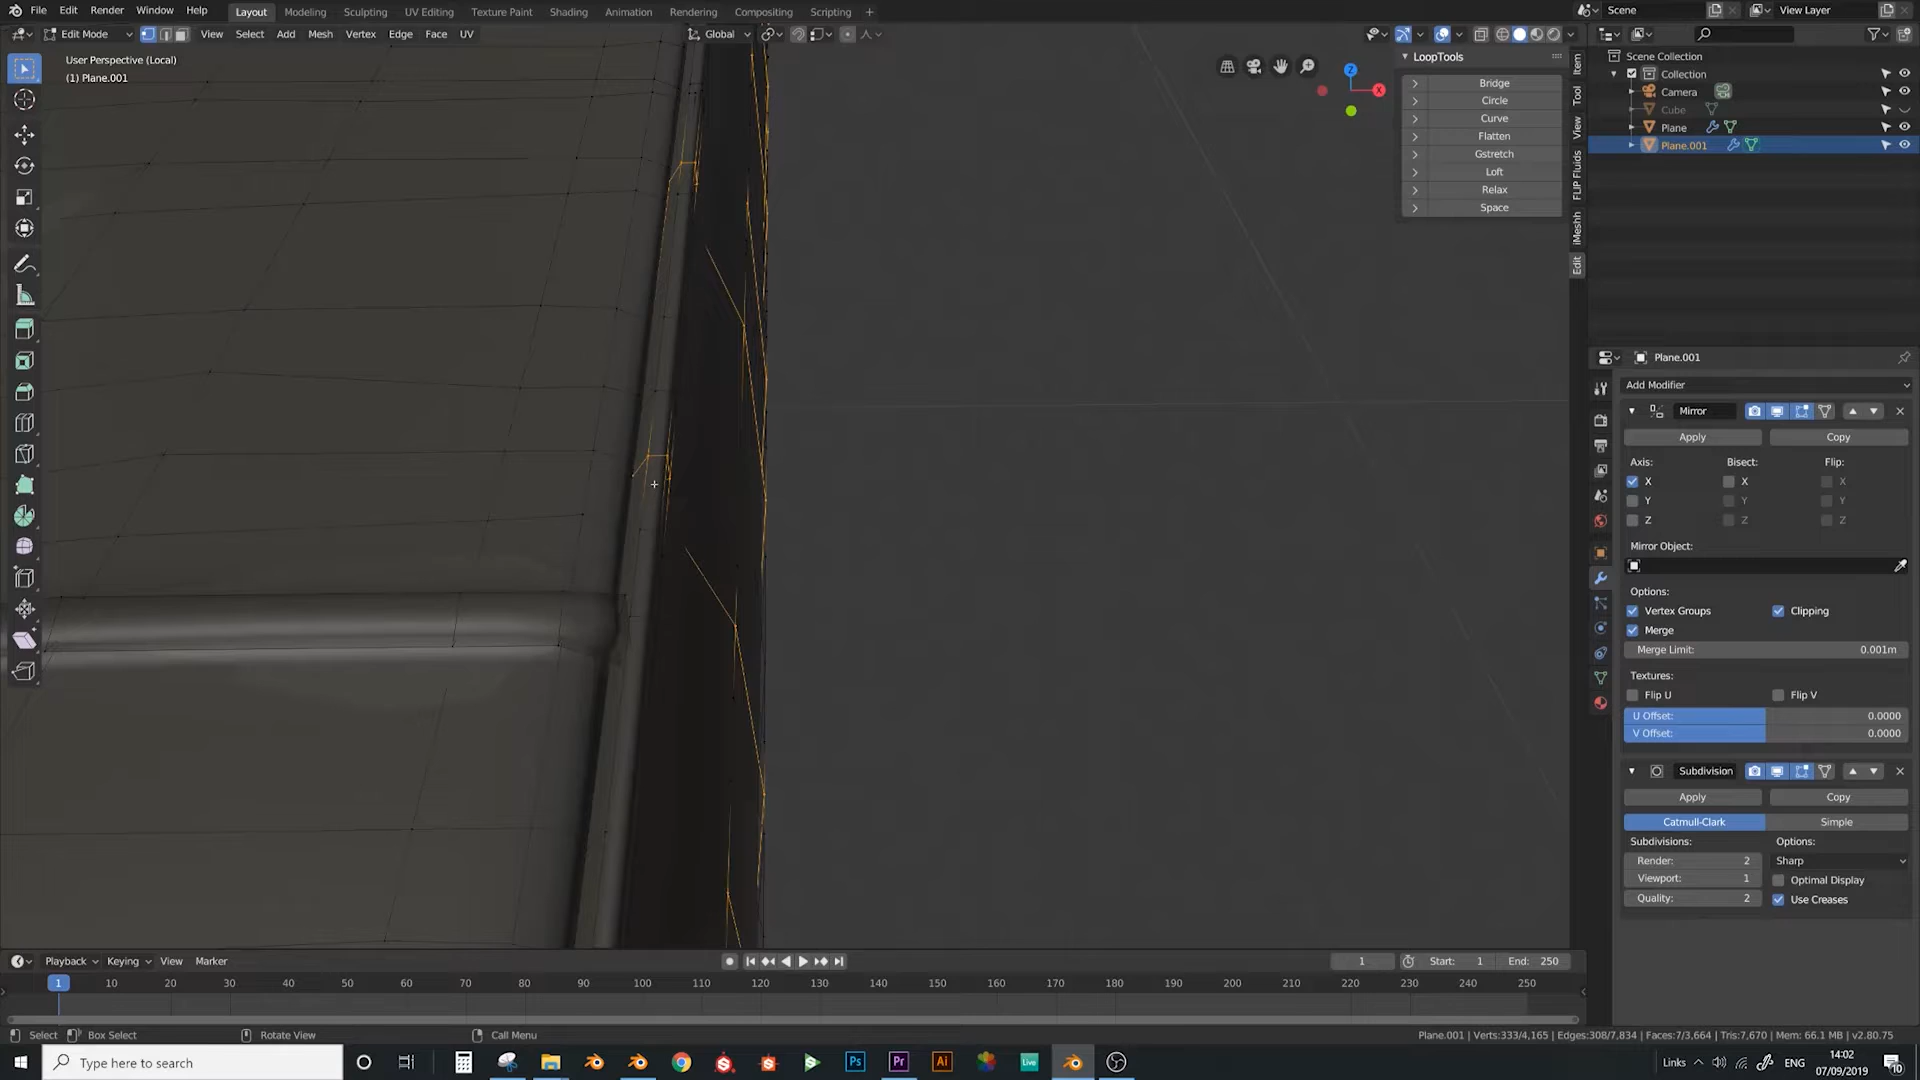 File Edit Render Window Help Layout Modeling Sculpting UV Editing Texture Paint Shading Animation Rendering Compositing Scripting + Scene View Layer
Edit Mode View Select Add Mesh Vertex Edge Face UV Global
User Perspective (Local)
(1) Plane.001
LoopTools
Bridge
Circle
Curve
Flatten
Gstretch
Loft
Relax
Space
Item
Tool
View
FLIP Fluids
iMeshh
Edit
Z
X
Scene Collection
Collection
Camera
Cube
Plane
Plane.001
Plane.001
Add Modifier
Mirror
Apply Copy
Axis: Bisect: Flip:
X X X
Y Y Y
Z Z Z
Mirror Object:
Options:
Vertex Groups Clipping
Merge
Merge Limit: 0.001m
Textures:
Flip U Flip V
U Offset: 0.0000
V Offset: 0.0000
Subdivision
Apply Copy
Catmull-Clark Simple
Subdivisions: Options:
Render: 2 Sharp
Viewport: 1 Optimal Display
Quality: 2 Use Creases
Playback Keying View Marker 1 Start: 1 End: 250
1 10 20 30 40 50 60 70 80 90 100 110 120 130 140 150 160 170 180 190 200 210 220 230 240 250
Select Box Select Rotate View Call Menu Plane.001 | Verts:333/4,165 | Edges:308/7,834 | Faces:7/3,664 | Tris:7,670 | Mem: 66.1 MB | v2.80.75
Type here to search Ps Pr Ai Live Links ENG 14:02
07/09/2019
10